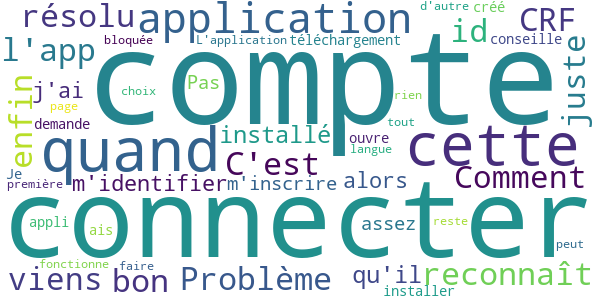 d'autre créé
résolu application CRF
bloquée L'application téléchargement id conseille
l'app compte juste
enfin j'ai choix Pas rien
page
demande quand installé ouvre tout cette
Je C'est langue
première m'identifier m'inscrire alors Comment
connecter
appli ais assez reste
peut
fonctionne faire
viens bon Problème qu'il reconnaît
installer